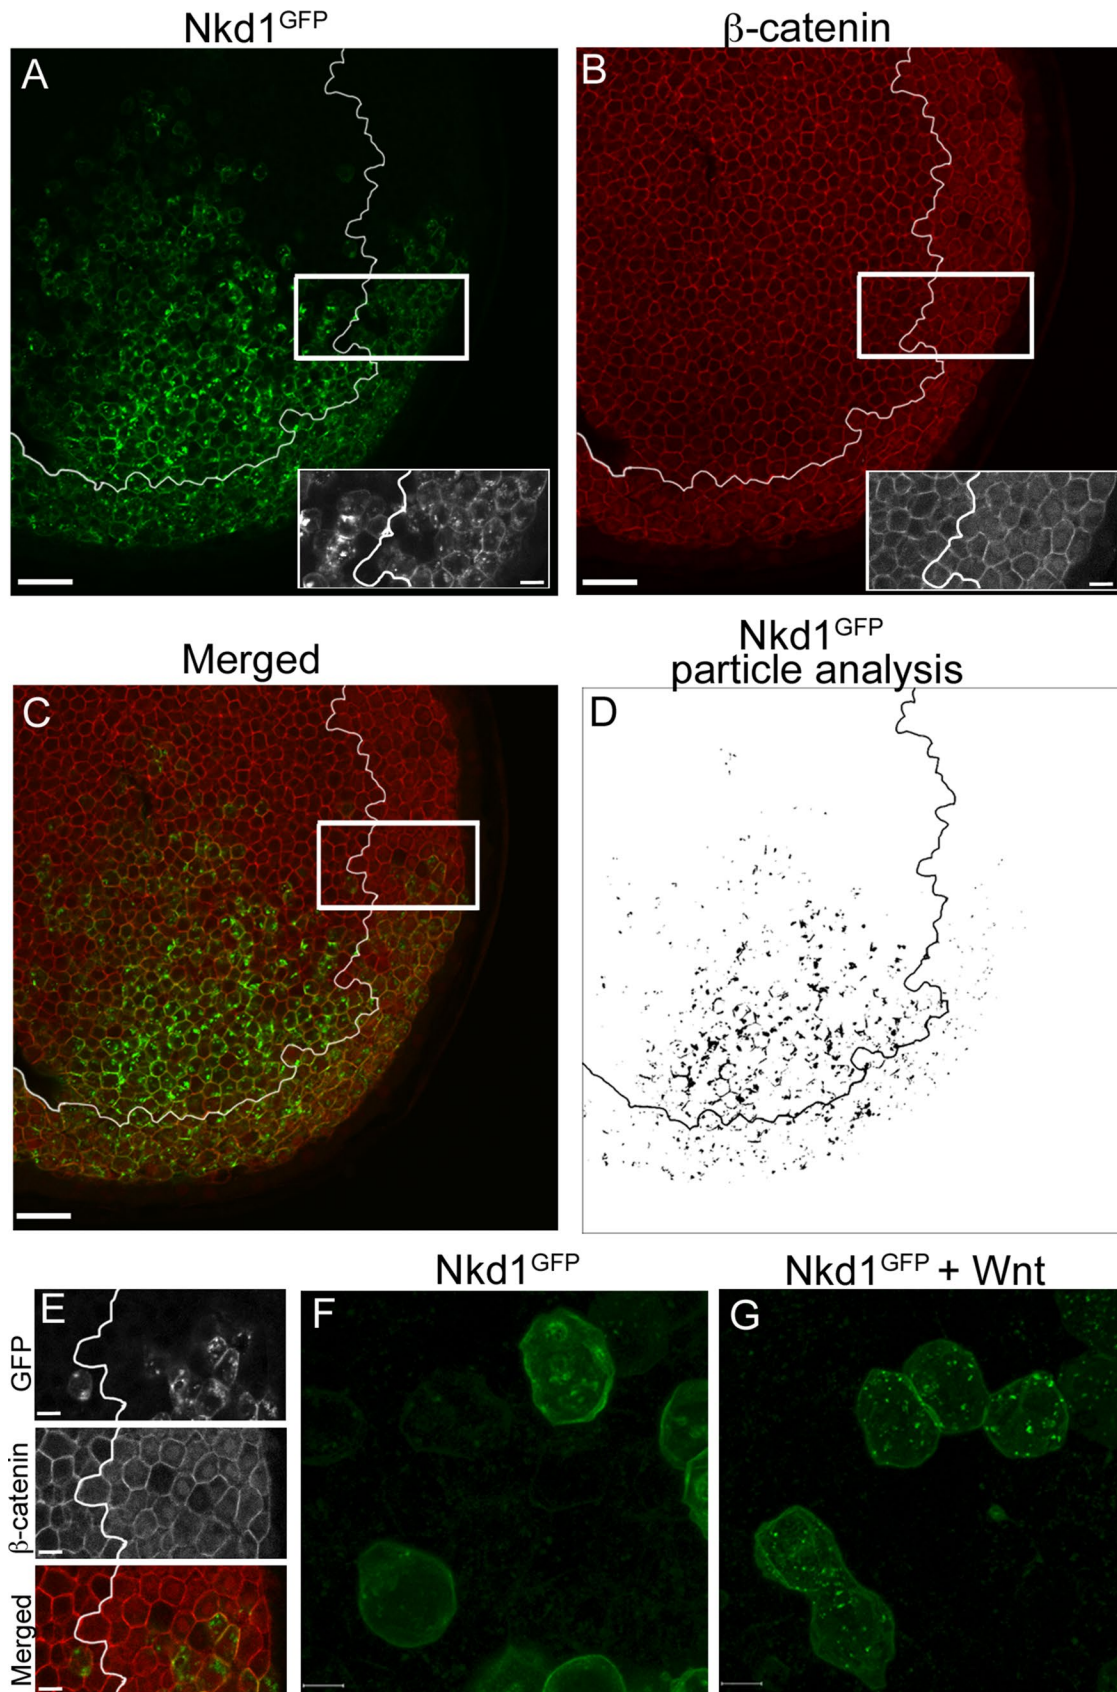 Nkd1GFP
β-catenin
A
B
Merged
Nkd1GFP
particle analysis
C
D
Nkd1GFP
Nkd1GFP + Wnt
E
F
G
GFP
β-catenin
Merged